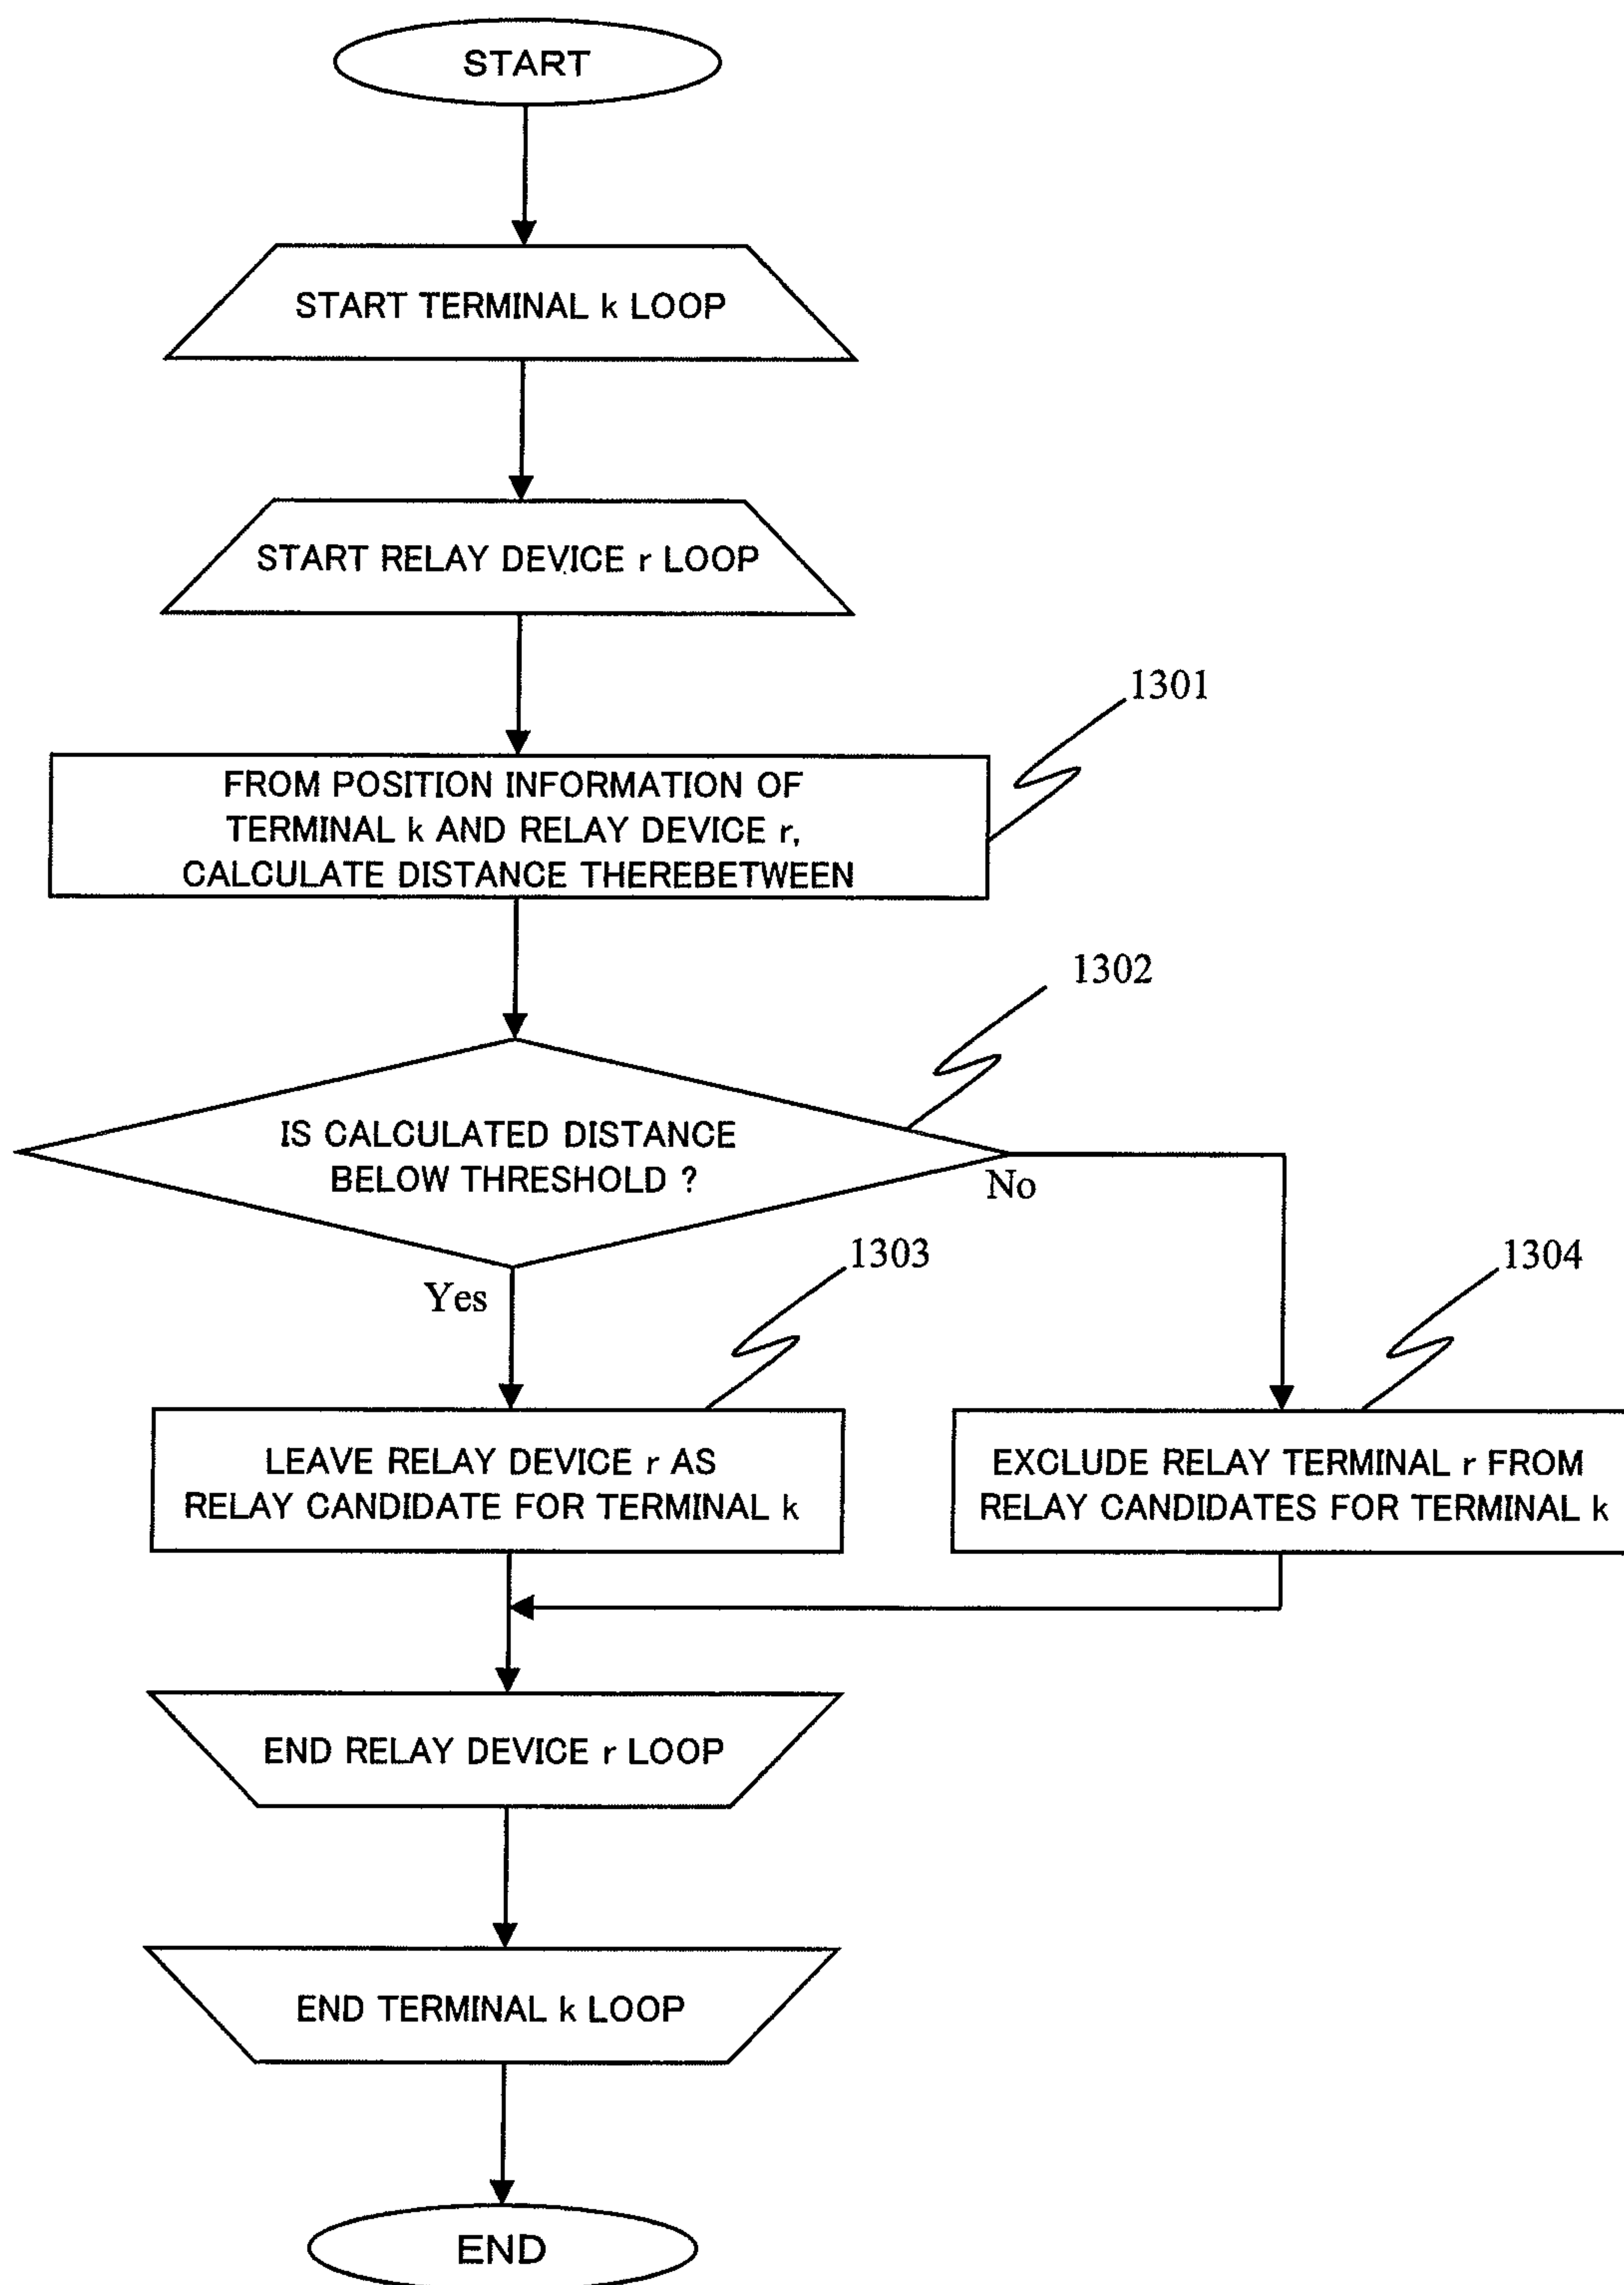 START
START TERMINAL k LOOP
START RELAY DEVICE r LOOP
1301
FROM POSITION INFORMATION OF
TERMINAL k AND RELAY DEVICE r,
CALCULATE DISTANCE THEREBETWEEN
1302
IS CALCULATED DISTANCE
BELOW THRESHOLD ?
No
Yes
1303
1304
LEAVE RELAY DEVICE r AS
RELAY CANDIDATE FOR TERMINAL k
EXCLUDE RELAY TERMINAL r FROM
RELAY CANDIDATES FOR TERMINAL k
END RELAY DEVICE r LOOP
END TERMINAL k LOOP
END